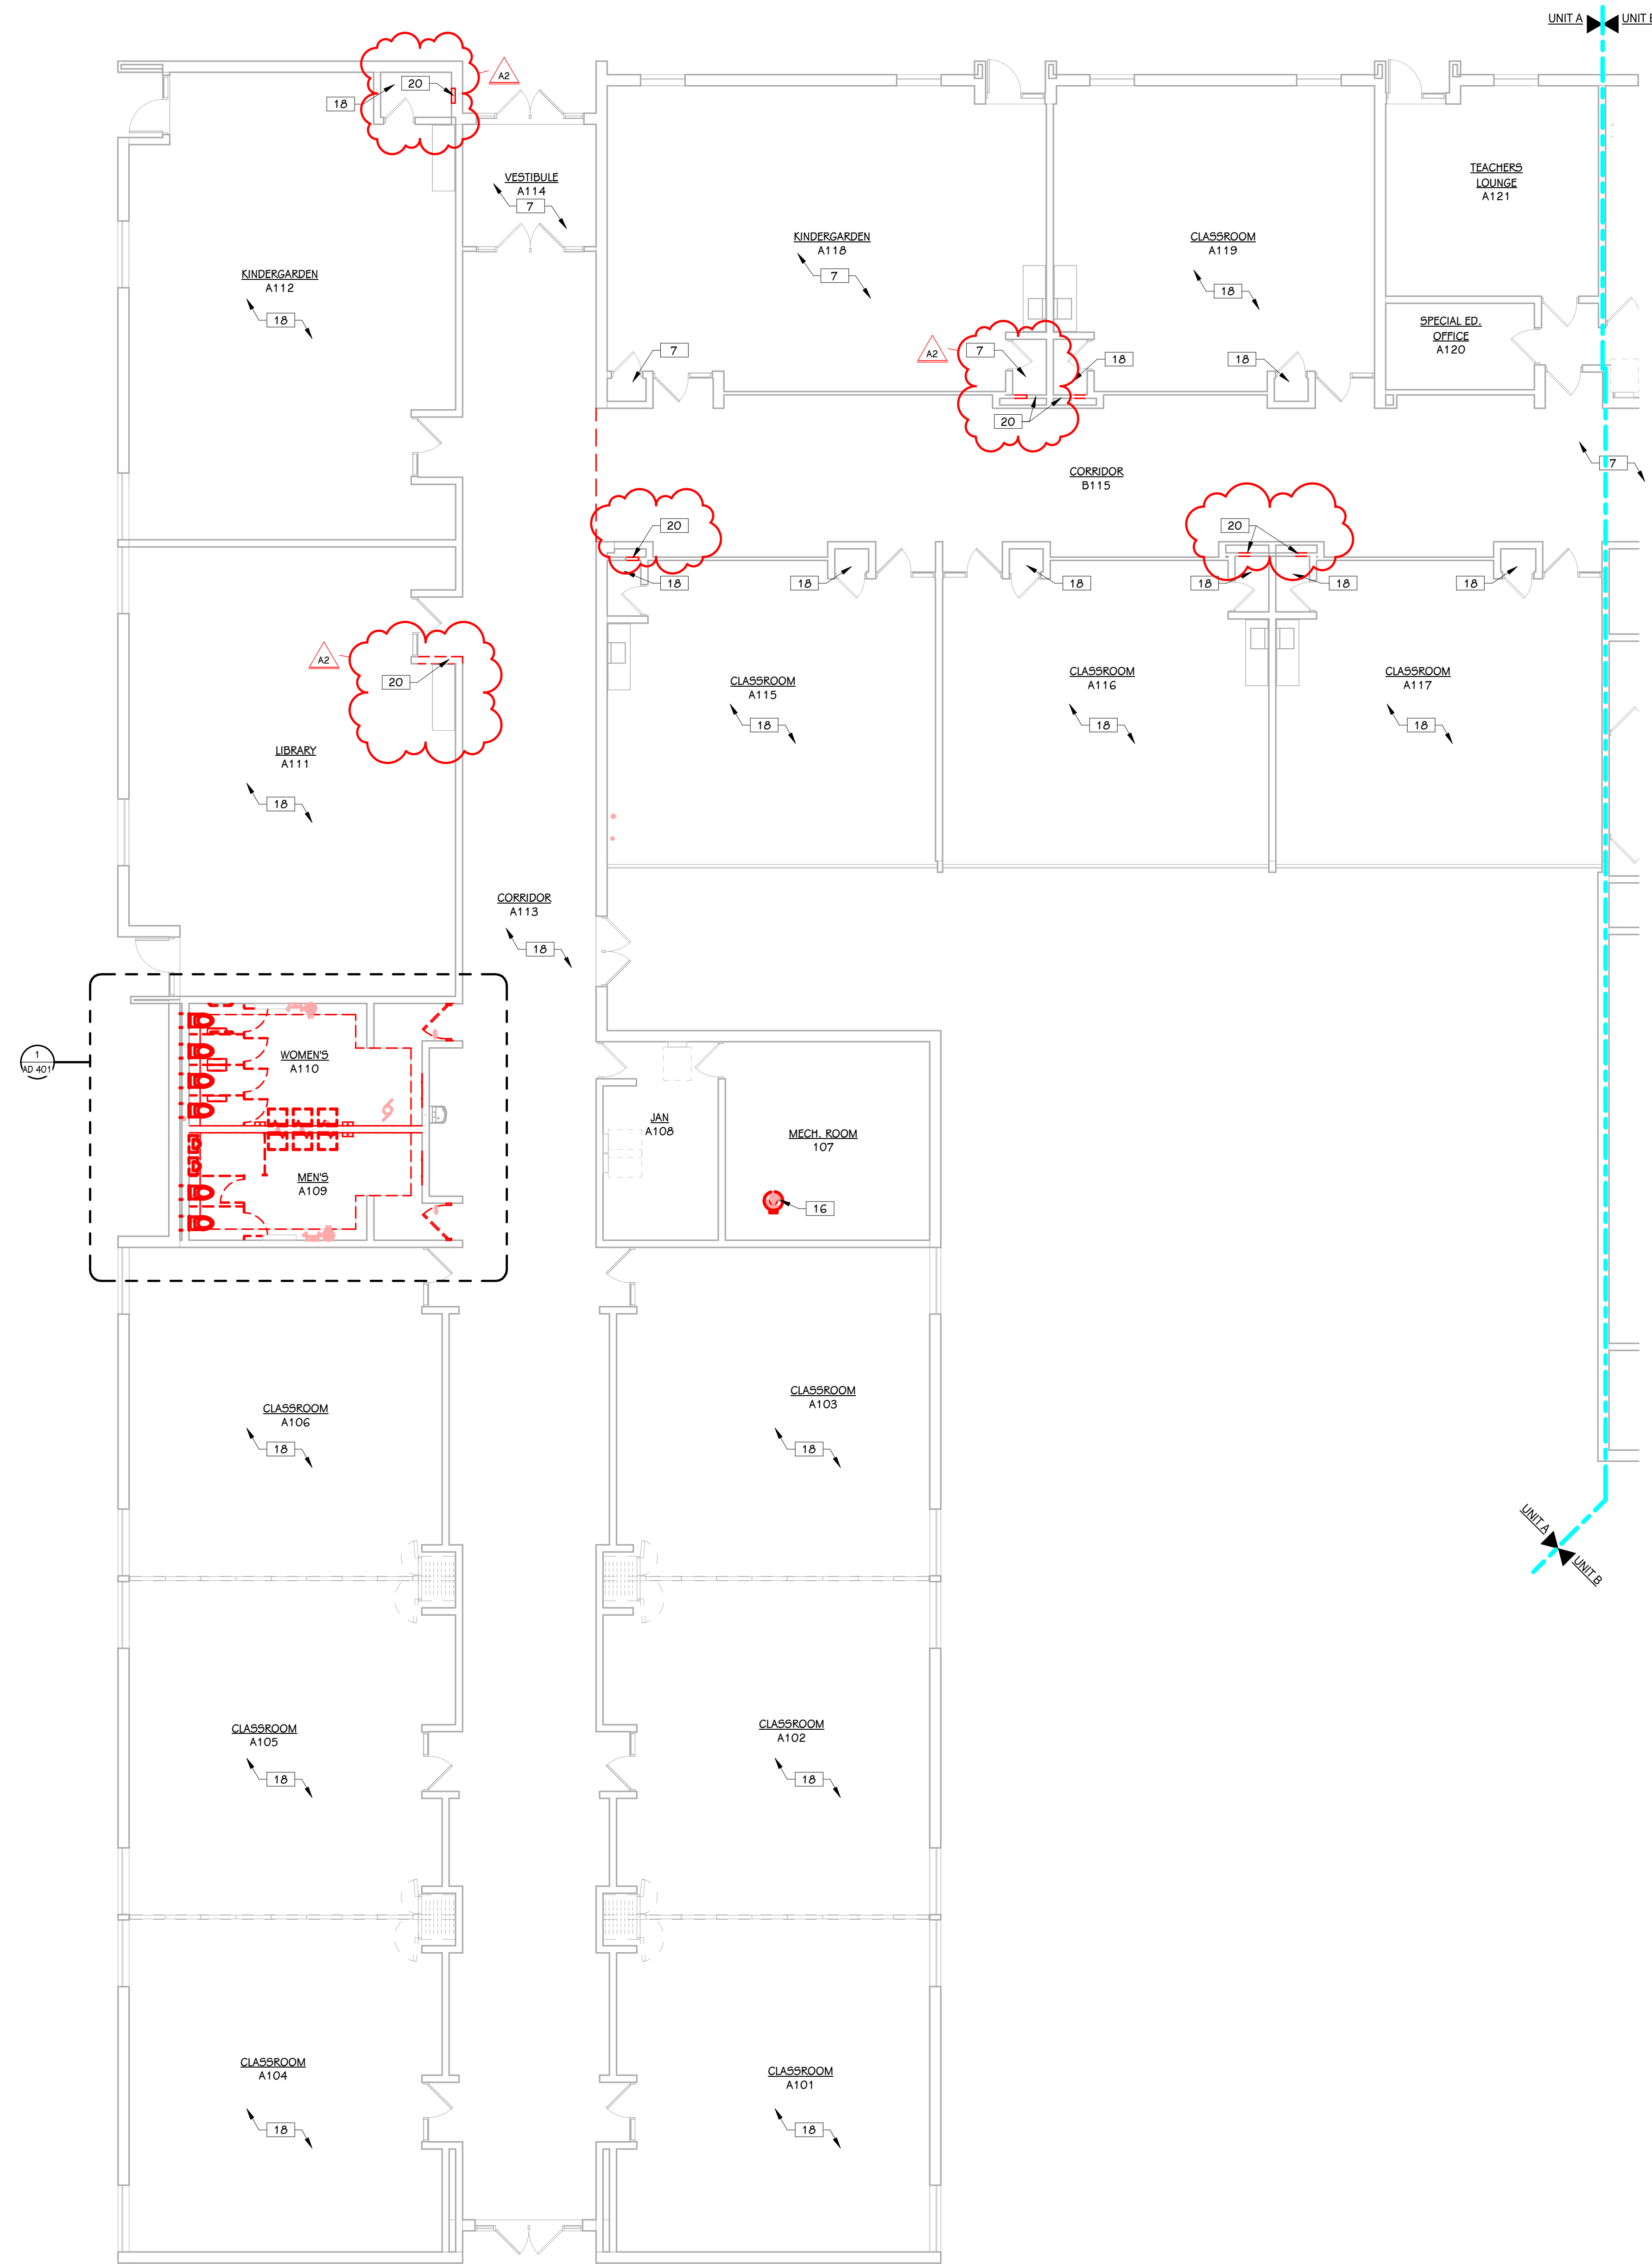 UNIT A
UNIT B
A2
20
18
VESTIBULE
A114
7
TEACHERS
LOUNGE
A121
KINDERGARDEN
A118
7
CLASSROOM
A119
18
KINDERGARDEN
A112
18
SPECIAL ED.
OFFICE
A120
7
A2
7
18
18
20
CORRIDOR
B115
7
20
20
18
18
18
18
18
18
A2
20
CLASSROOM
A115
18
CLASSROOM
A116
18
CLASSROOM
A117
18
LIBRARY
A111
18
CORRIDOR
A113
18
1
AD 401
WOMEN'S
A110
MEN'S
A109
JAN
A108
MECH. ROOM
107
16
CLASSROOM
A106
18
CLASSROOM
A103
18
UNIT A
UNIT B
CLASSROOM
A105
18
CLASSROOM
A102
18
CLASSROOM
A104
18
CLASSROOM
A101
18